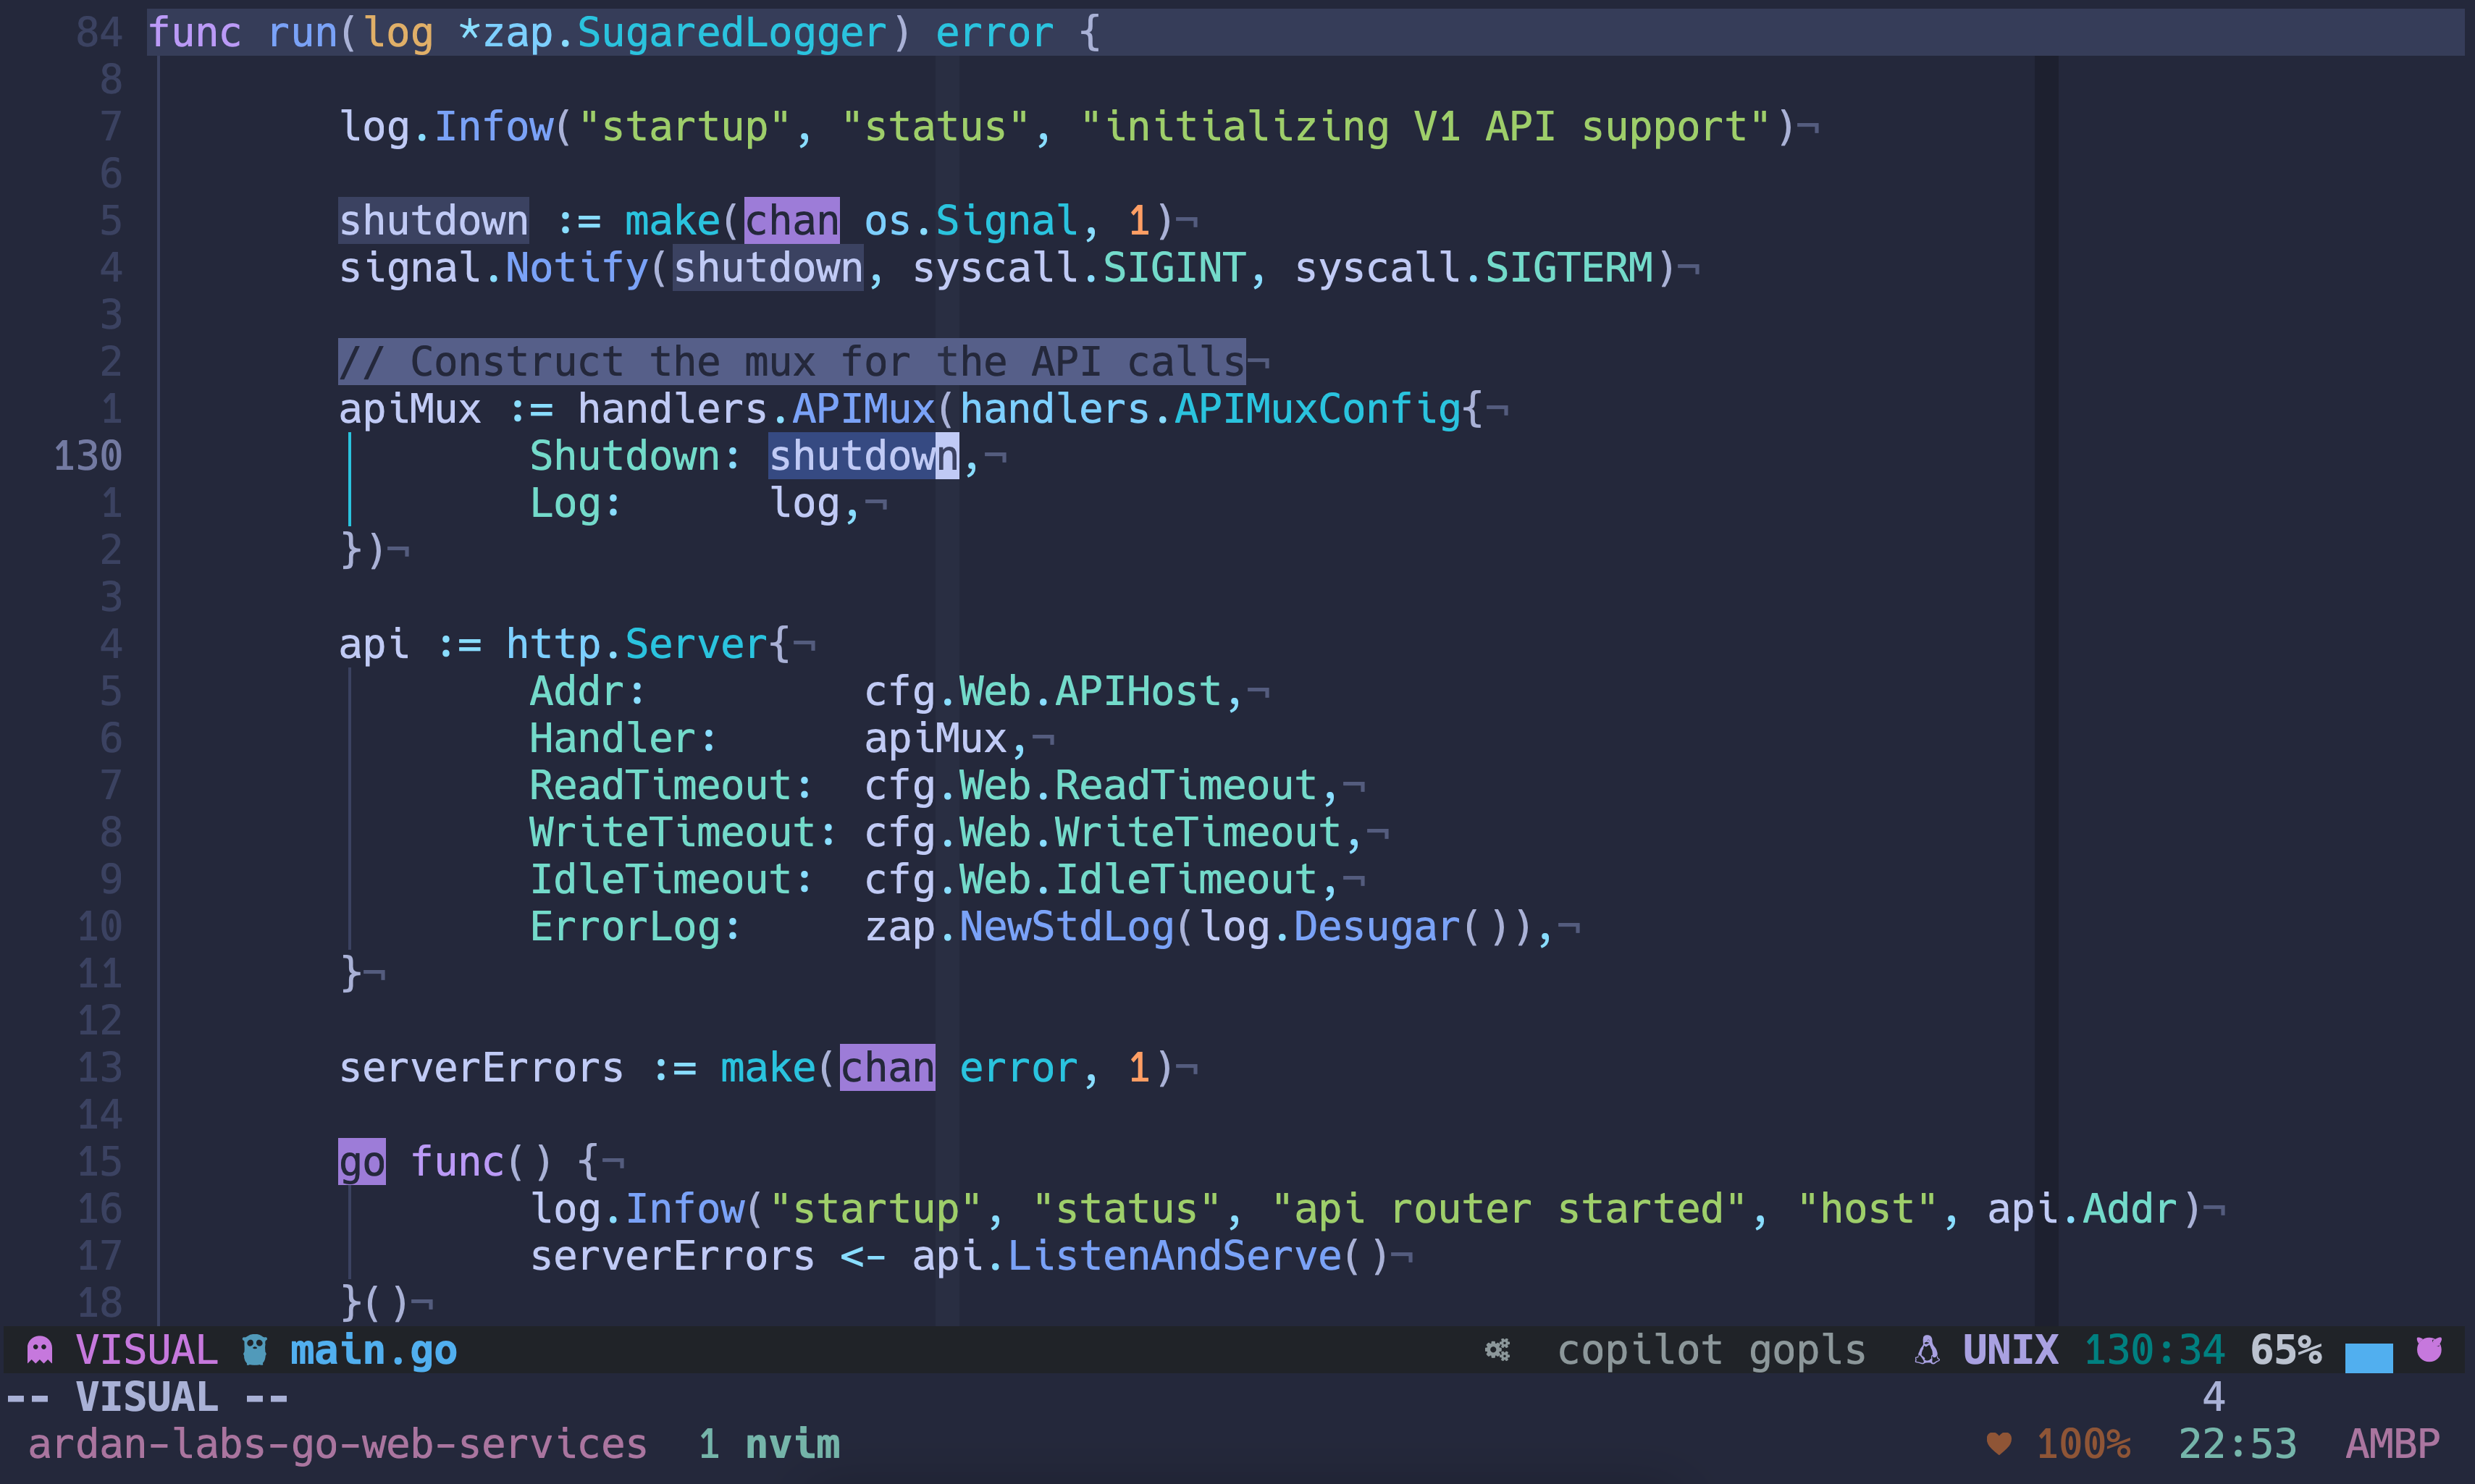 84 func run(log *zap.SugaredLogger) error {
8
7 log.Infow("startup", "status", "initializing V1 API support")¬
6
5 shutdown := make(chan os.Signal, 1)¬
4 signal.Notify(shutdown, syscall.SIGINT, syscall.SIGTERM)¬
3
2 // Construct the mux for the API calls¬
1 apiMux := handlers.APIMux(handlers.APIMuxConfig{¬
130 Shutdown: shutdown,¬
1 Log: log,¬
2 })¬
3
4 api := http.Server{¬
5 Addr: cfg.Web.APIHost,¬
6 Handler: apiMux,¬
7 ReadTimeout: cfg.Web.ReadTimeout,¬
8 WriteTimeout: cfg.Web.WriteTimeout,¬
9 IdleTimeout: cfg.Web.IdleTimeout,¬
10 ErrorLog: zap.NewStdLog(log.Desugar()),¬
11 }¬
12
13 serverErrors := make(chan error, 1)¬
14
15 go func() {¬
16 log.Infow("startup", "status", "api router started", "host", api.Addr)¬
17 serverErrors <- api.ListenAndServe()¬
18 }()¬
VISUAL main.go copilot gopls UNIX 130:34 65%
-- VISUAL -- 4
ardan-labs-go-web-services 1 nvim ♥ 100% 22:53 AMBP